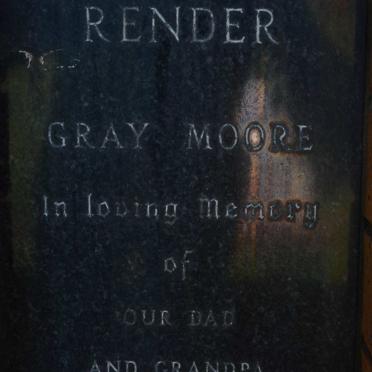 RENDER
GRAY MOORE
In loving Memory
of
OUR DAD
AND GRANDPA